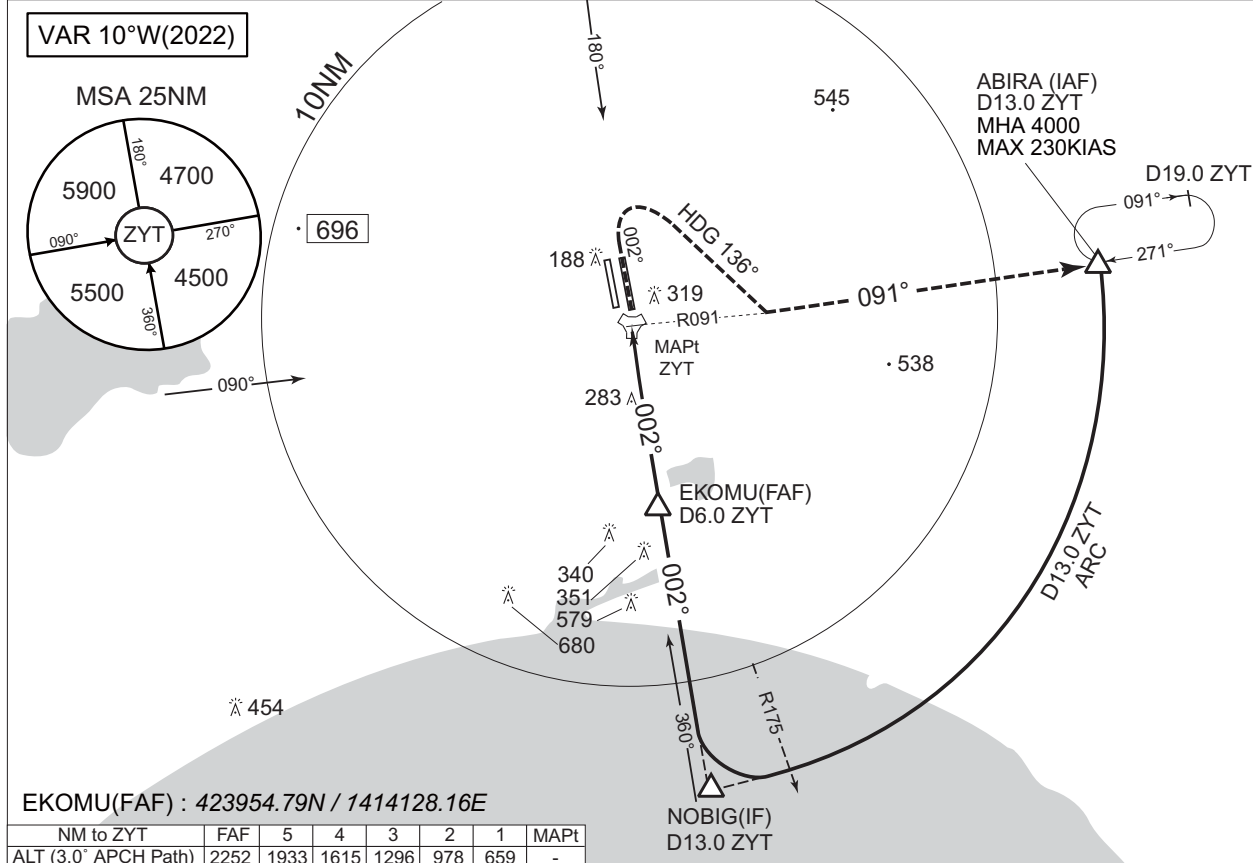 VAR 10°W(2022)
MSA 25NM
180°
5900
4700
ZYT
090°
270°
5500
4500
360°
10NM
180°
545
ABIRA (IAF)
D13.0 ZYT
MHA 4000
MAX 230KIAS
D19.0 ZYT
091°
271°
696
188
002°
HDG 136°
319
R091
091°
MAPt
ZYT
538
090°
283
002°
EKOMU(FAF)
D6.0 ZYT
340
351
579
680
002°
D13.0 ZYT
ARC
454
360°
R175
NOBIG(IF)
D13.0 ZYT
EKOMU(FAF) : 423954.79N / 1414128.16E
NM to ZYT FAF 5 4 3 2 1 MAPt
ALT (3.0° APCH Path) 2252 1933 1615 1296 978 659 -